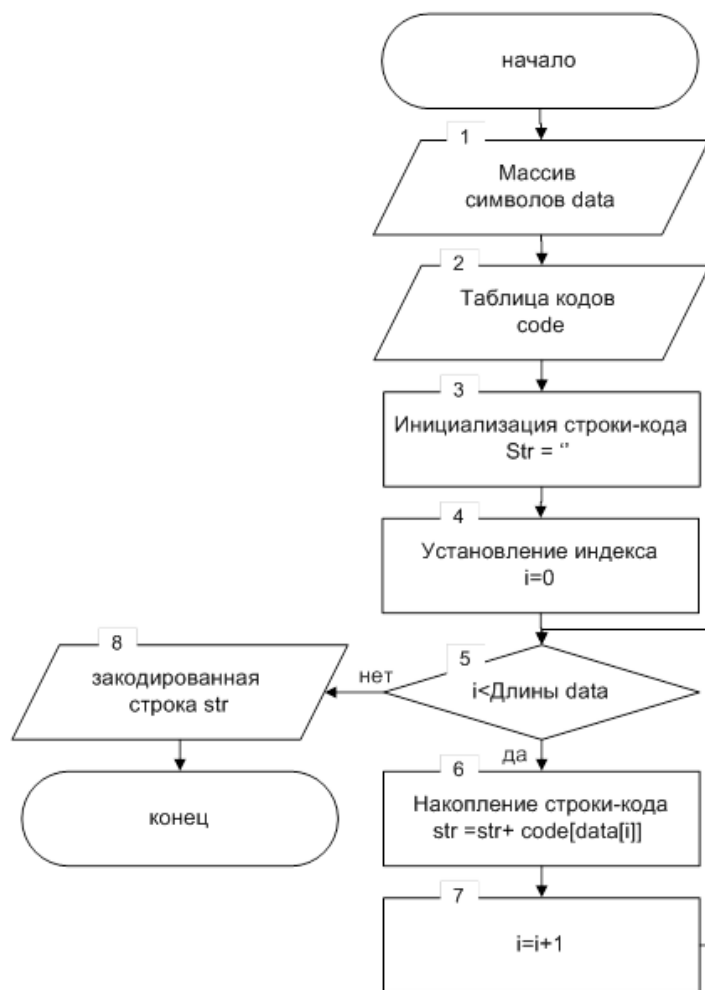 начало
1
Массив
символов data
2
Таблица кодов
code
3
Инициализация строки-кода
Str = ‘’
4
Установление индекса
i=0
5
i<Длины data
нет
8
закодированная
строка str
конец
да
6
Накопление строки-кода
str =str+ code[data[i]]
7
i=i+1